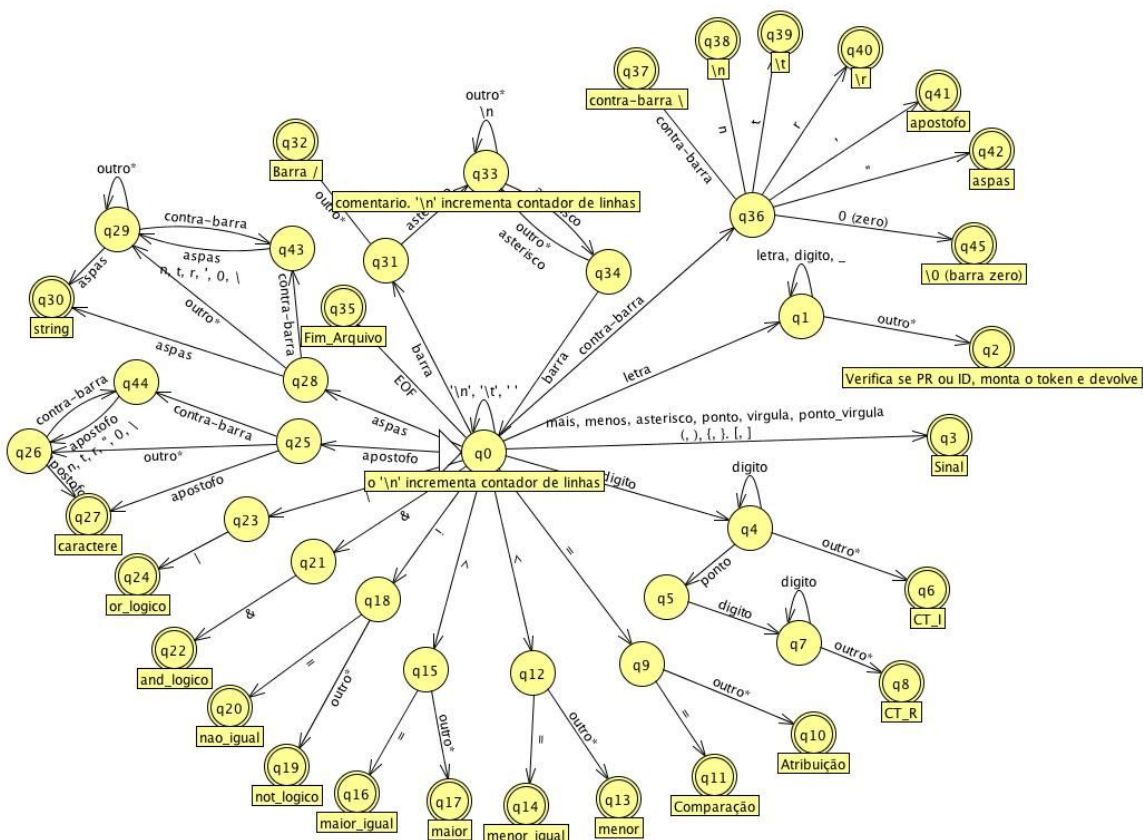 q38
\n
q39
\t
q40
\r
q37
contra-barra \
q41
apostofo
q42
aspas
q45
\0 (barra zero)
q36
contra-barra
n
t
r
'
"
0 (zero)
outro*
\n
q32
Barra /
q33
comentario. '\n' incrementa contador de linhas
outro*
outro*
asterisco
q31
q34
outro*
q29
contra-barra
aspas
n, t, r, ', 0, \
q43
aspas
q30
string
outro*
contra-barra
aspas
q28
q35
Fim_Arquivo
EOF
barra
barra
contra-barra
letra, digito, _
q1
outro*
q2
Verifica se PR ou ID, monta o token e devolve
letra
mais, menos, asterisco, ponto, virgula, ponto_virgula
(, ), {, }. [, ]
q3
Sinal
'\n', '\t', ' '
q0
o '\n' incrementa contador de linhas
aspas
apostofo
q44
contra-barra
apostofo
n, t, r, ", 0, \
contra-barra
q25
outro*
q26
apostofo
q27
caractere
q23
|
q24
or_logico
&
q21
&
q22
and_logico
!
q18
=
q20
nao_igual
outro*
q19
not_logico
>
q15
=
q16
maior_igual
outro*
q17
maior
<
q12
=
q14
menor_igual
outro*
q13
menor
=
q9
outro*
q10
Atribuição
=
q11
Comparação
digito
digito
q4
outro*
q6
CT_I
ponto
q5
digito
digito
q7
outro*
q8
CT_R